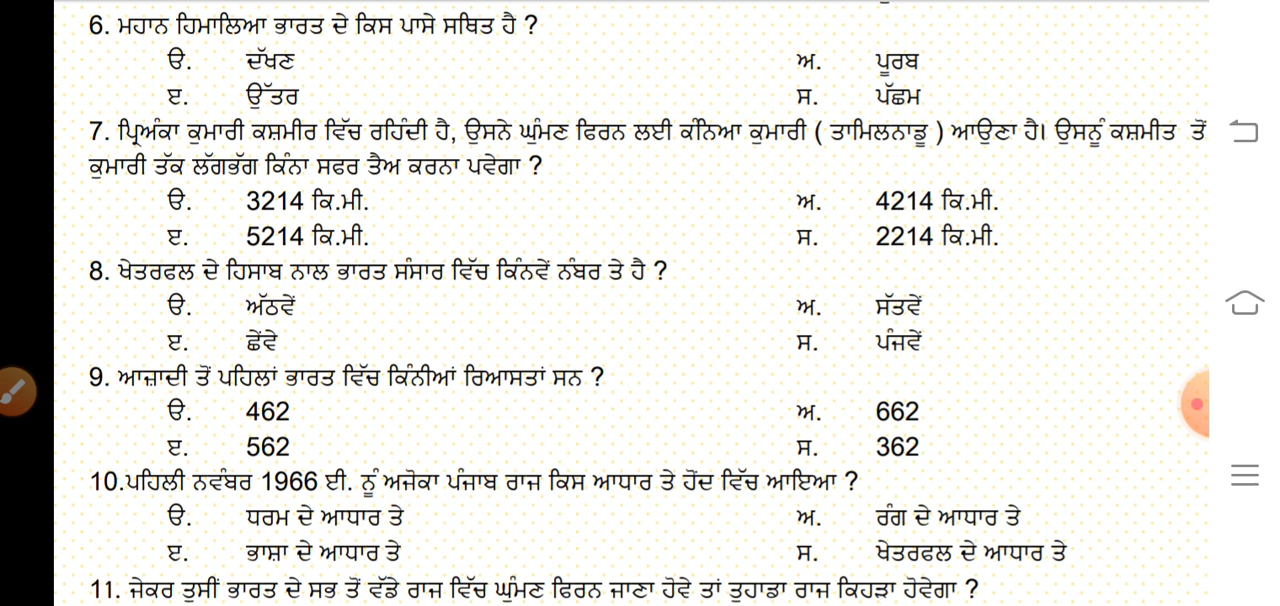 6. ਮਹਾਨ ਹਿਮਾਲਿਆ ਭਾਰਤ ਦੇ ਕਿਸ ਪਾਸੇ ਸਥਿਤ ਹੈ ?
ੳ. ਦੱਖਣ ਅ. ਪੂਰਬ
ੲ. ਉੱਤਰ ਸ. ਪੱਛਮ
7. ਪ੍ਰਿਅੰਕਾ ਕੁਮਾਰੀ ਕਸ਼ਮੀਰ ਵਿੱਚ ਰਹਿੰਦੀ ਹੈ, ਉਸਨੇ ਘੁੰਮਣ ਫਿਰਨ ਲਈ ਕੰਨਿਆ ਕੁਮਾਰੀ ( ਤਾਮਿਲਨਾਡੂ ) ਆਉਣਾ ਹੈ। ਉਸਨੂੰ ਕਸ਼ਮੀਤ ਤੋਂ
ਕੁਮਾਰੀ ਤੱਕ ਲੱਗਭੱਗ ਕਿੰਨਾ ਸਫਰ ਤੈਅ ਕਰਨਾ ਪਵੇਗਾ ?
ੳ. 3214 ਕਿ.ਮੀ. ਅ. 4214 ਕਿ.ਮੀ.
ੲ. 5214 ਕਿ.ਮੀ. ਸ. 2214 ਕਿ.ਮੀ.
8. ਖੇਤਰਫਲ ਦੇ ਹਿਸਾਬ ਨਾਲ ਭਾਰਤ ਸੰਸਾਰ ਵਿੱਚ ਕਿੰਨਵੇਂ ਨੰਬਰ ਤੇ ਹੈ ?
ੳ. ਅੱਠਵੇਂ ਅ. ਸੱਤਵੇਂ
ੲ. ਛੇਂਵੇ ਸ. ਪੰਜਵੇਂ
9. ਆਜ਼ਾਦੀ ਤੋਂ ਪਹਿਲਾਂ ਭਾਰਤ ਵਿੱਚ ਕਿੰਨੀਆਂ ਰਿਆਸਤਾਂ ਸਨ ?
ੳ. 462 ਅ. 662
ੲ. 562 ਸ. 362
10.ਪਹਿਲੀ ਨਵੰਬਰ 1966 ਈ. ਨੂੰ ਅਜੋਕਾ ਪੰਜਾਬ ਰਾਜ ਕਿਸ ਆਧਾਰ ਤੇ ਹੋਂਦ ਵਿੱਚ ਆਇਆ ?
ੳ. ਧਰਮ ਦੇ ਆਧਾਰ ਤੇ ਅ. ਰੰਗ ਦੇ ਆਧਾਰ ਤੇ
ੲ. ਭਾਸ਼ਾ ਦੇ ਆਧਾਰ ਤੇ ਸ. ਖੇਤਰਫਲ ਦੇ ਆਧਾਰ ਤੇ
11. ਜੇਕਰ ਤੁਸੀਂ ਭਾਰਤ ਦੇ ਸਭ ਤੋਂ ਵੱਡੇ ਰਾਜ ਵਿੱਚ ਘੁੰਮਣ ਫਿਰਨ ਜਾਣਾ ਹੋਵੇ ਤਾਂ ਤੁਹਾਡਾ ਰਾਜ ਕਿਹੜਾ ਹੋਵੇਗਾ ?